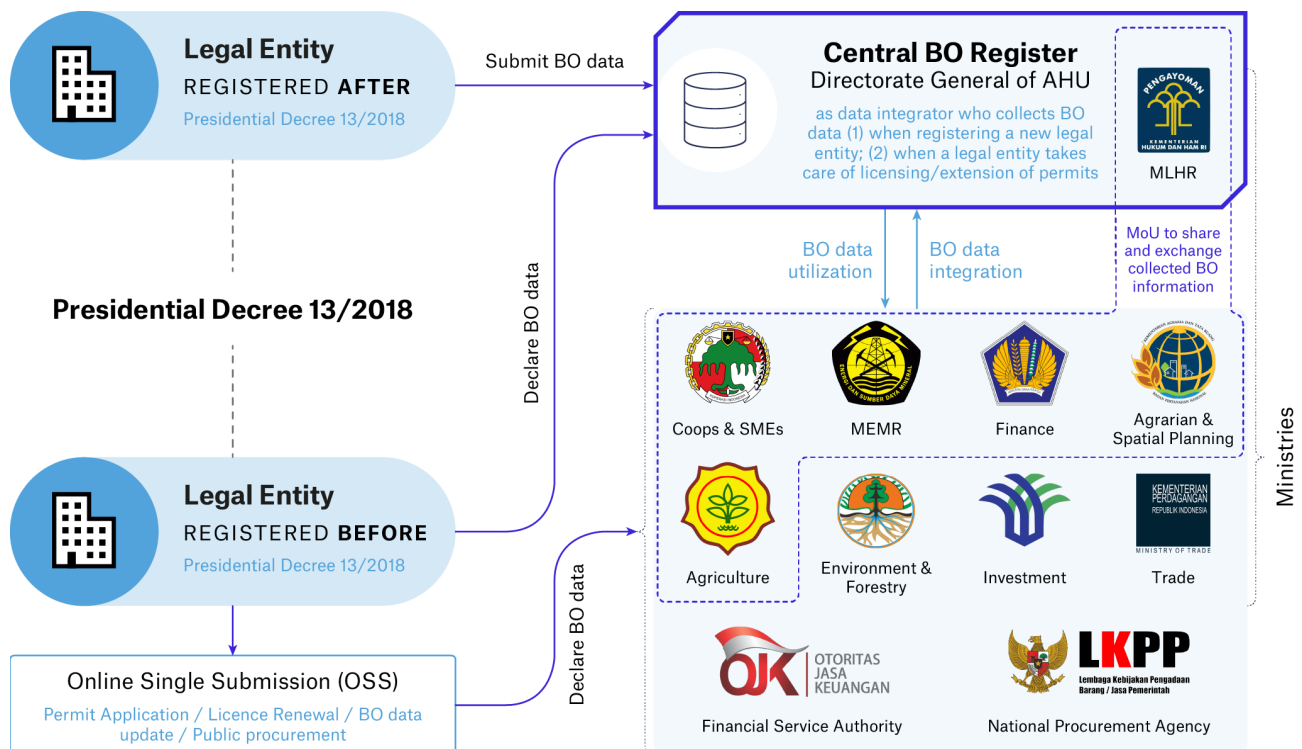 Legal Entity
REGISTERED AFTER
Presidential Decree 13/2018
Submit BO data
Central BO Register
Directorate General of AHU
as data integrator who collects BO
data (1) when registering a new legal
entity; (2) when a legal entity takes
care of licensing/extension of permits
PENGAYOMAN
KEMENTERIAN
HUKUM DAN HAM RI
MLHR
BO data
utilization
BO data
integration
MoU to share
and exchange
collected BO
information
Presidential Decree 13/2018
Declare BO data
Coops & SMEs
ENERGI DAN SUMBER DAYA MINERAL
MEMR
Finance
Agrarian &
Spatial Planning
Ministries
Legal Entity
REGISTERED BEFORE
Presidential Decree 13/2018
Agriculture
Environment &
Forestry
Investment
KEMENTERIAN
PERDAGANGAN
REPUBLIK INDONESIA
MINISTRY OF TRADE
Trade
Declare BO data
Online Single Submission (OSS)
Permit Application / Licence Renewal / BO data
update / Public procurement
OJK
OTORITAS
JASA
KEUANGAN
Financial Service Authority
LKPP
Lembaga Kebijakan Pengadaan
Barang / Jasa Pemerintah
National Procurement Agency